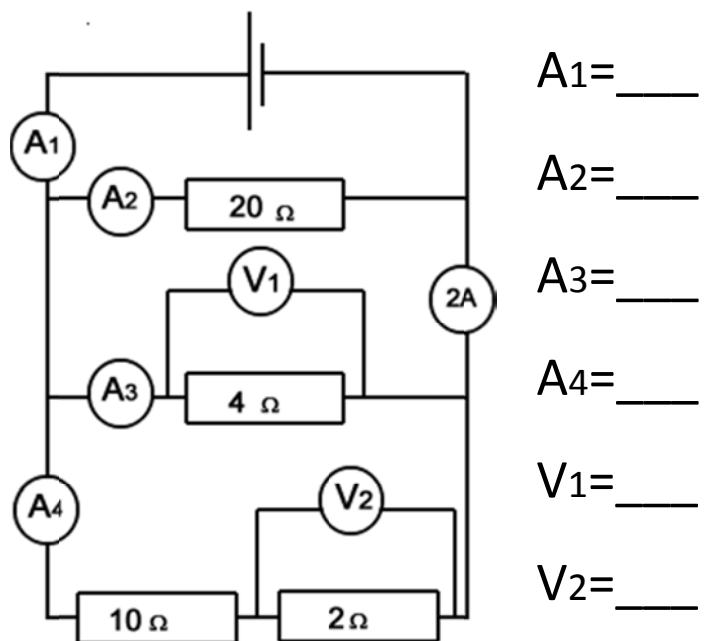 A1
A2
20 Ω
V1
2A
A3
4 Ω
A4
V2
10 Ω
2 Ω
A1=___
A2=___
A3=___
A4=___
V1=___
V2=___